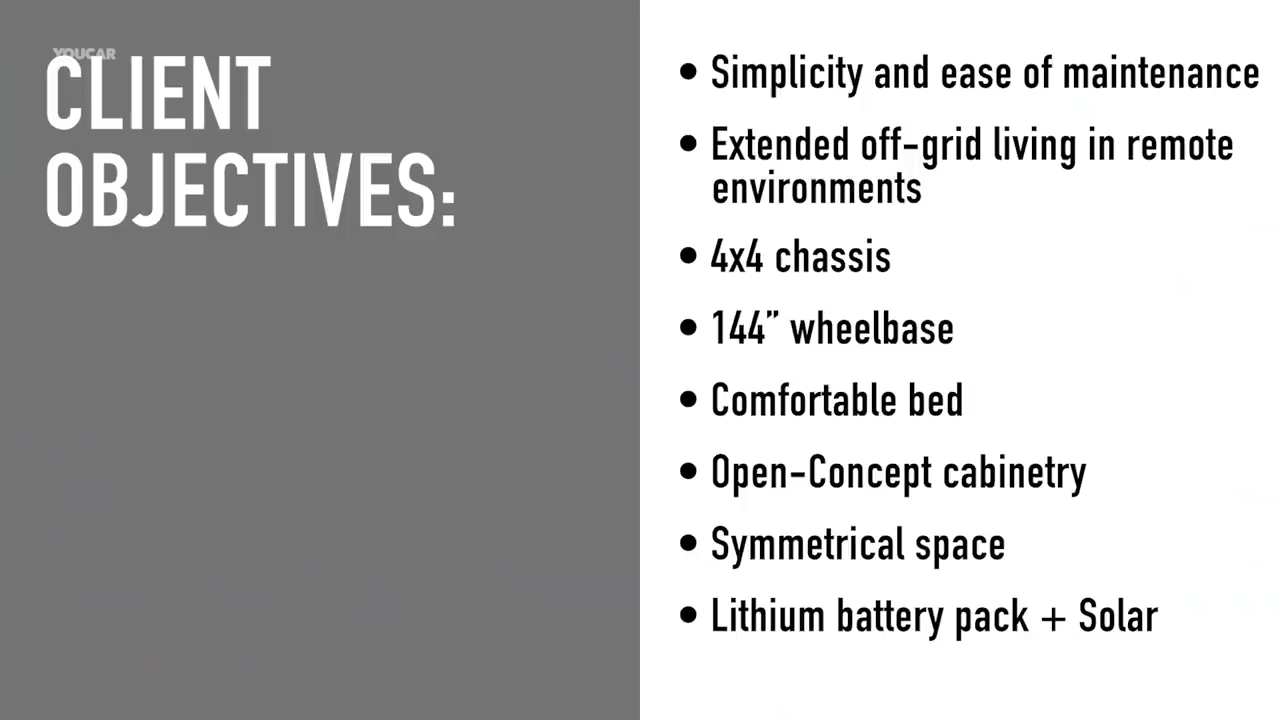 YOUCAR
CLIENT
OBJECTIVES:
• Simplicity and ease of maintenance
• Extended off-grid living in remote
environments
• 4x4 chassis
• 144” wheelbase
• Comfortable bed
• Open-Concept cabinetry
• Symmetrical space
• Lithium battery pack + Solar